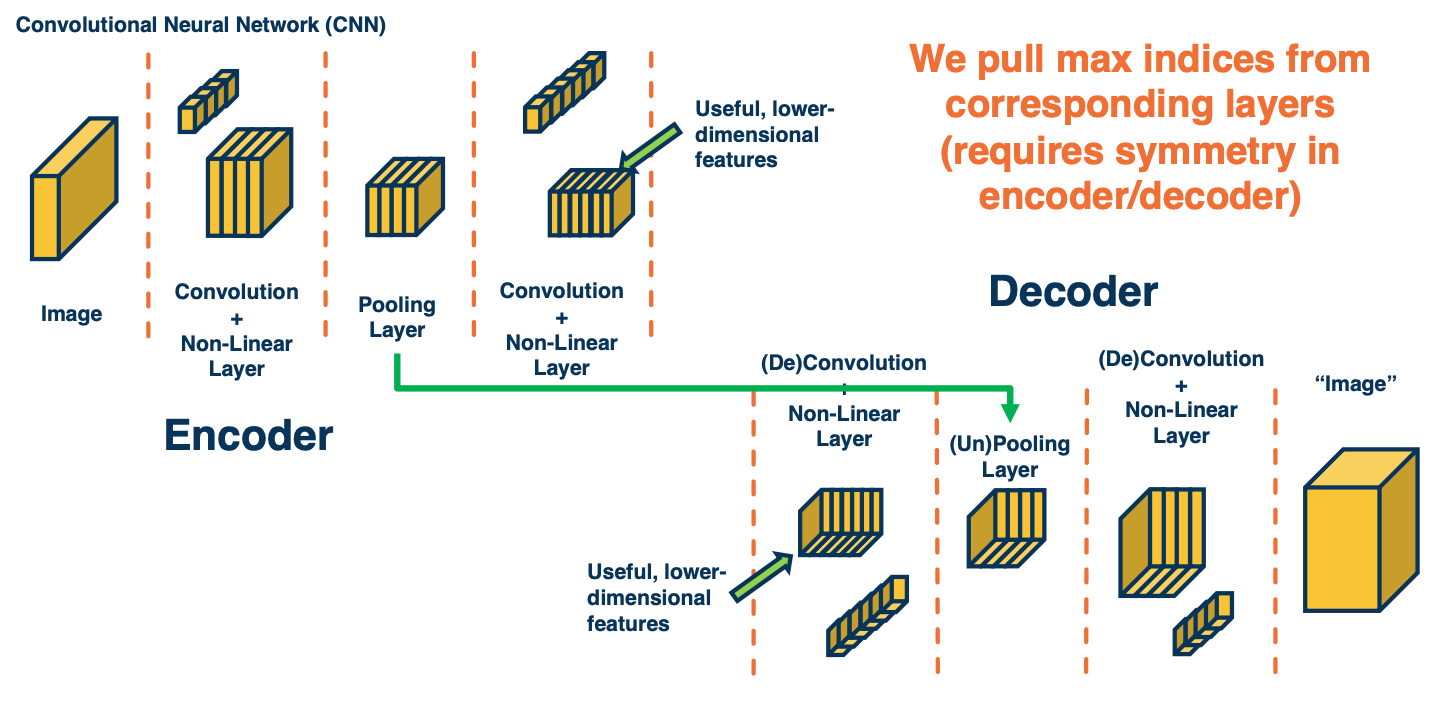 Convolutional Neural Network (CNN)
We pull max indices from
corresponding layers
(requires symmetry in
encoder/decoder)
Useful, lower-
dimensional
features
Image
Convolution
+
Non-Linear
Layer
Pooling
Layer
Convolution
+
Non-Linear
Layer
Encoder
Decoder
(De)Convolution
+
Non-Linear
Layer
(Un)Pooling
Layer
(De)Convolution
+
Non-Linear
Layer
“Image”
Useful, lower-
dimensional
features